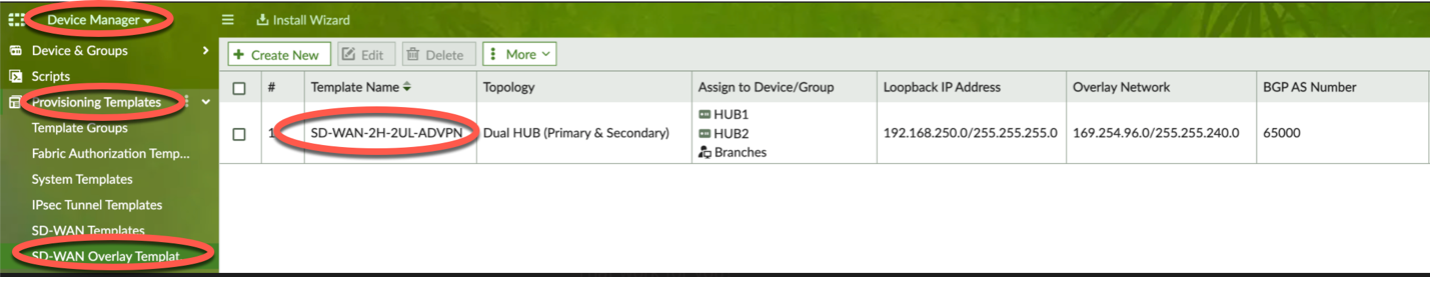 Device Manager
Install Wizard
Device & Groups
+ Create New Edit Delete More
Scripts
# Template Name Topology Assign to Device/Group Loopback IP Address Overlay Network BGP AS Number
Provisioning Templates
Template Groups
Fabric Authorization Temp...
System Templates
IPsec Tunnel Templates
SD-WAN Templates
SD-WAN Overlay Templat
1 SD-WAN-2H-2UL-ADVPN Dual HUB (Primary & Secondary) HUB1 192.168.250.0/255.255.255.0 169.254.96.0/255.255.240.0 65000
HUB2
Branches